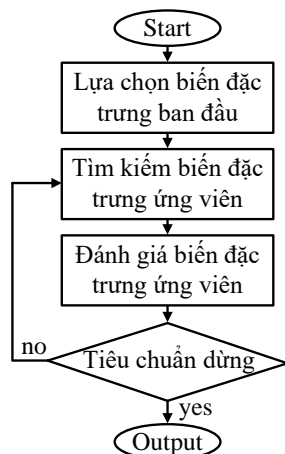 Start
Lựa chọn biến đặc
trưng ban đầu
Tìm kiếm biến đặc
trưng ứng viên
Đánh giá biến đặc
trưng ứng viên
no
Tiêu chuẩn dừng
yes
Output